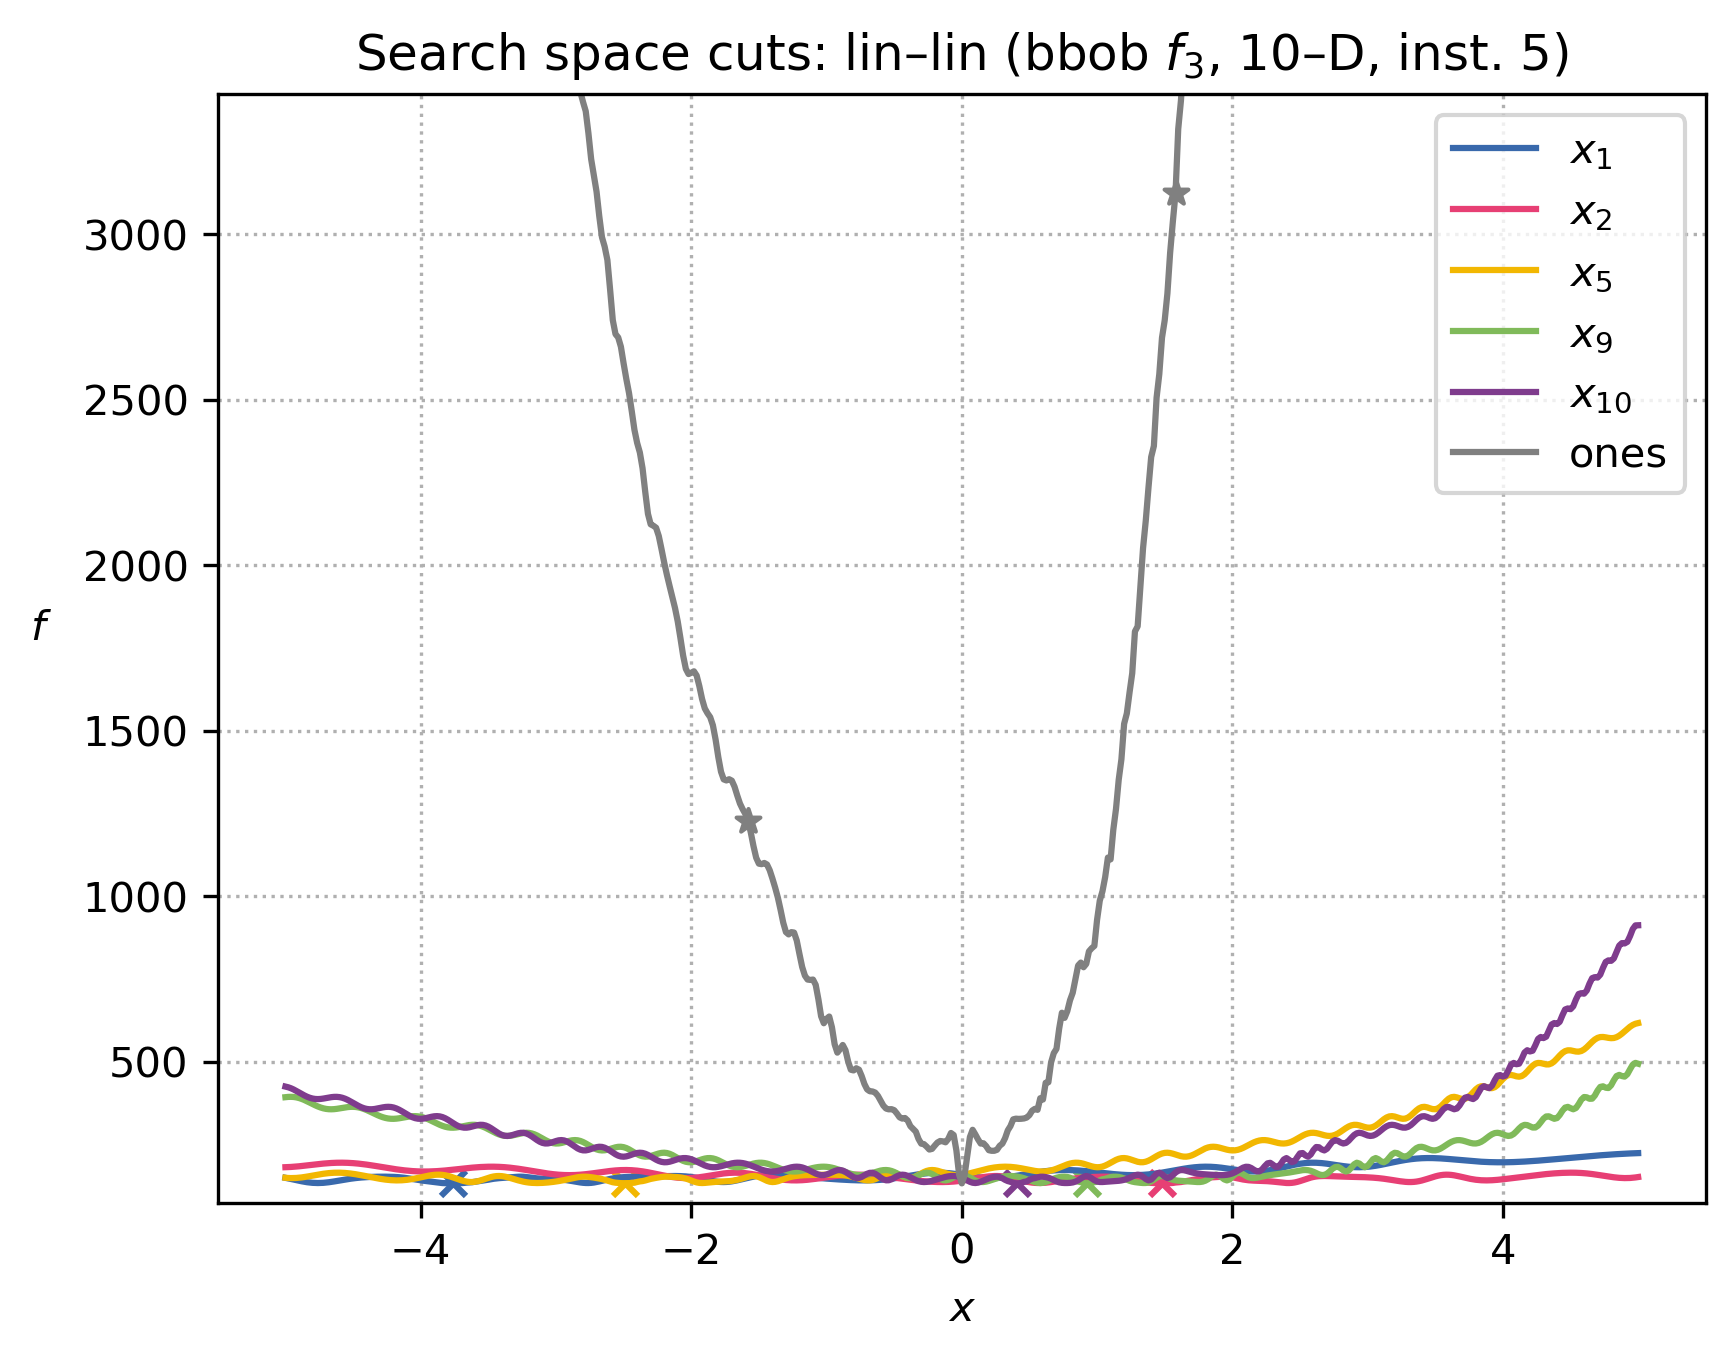 Search space cuts: lin–lin (bbob f₃, 10–D, inst. 5)
x₁
x₂
x₅
x₉
x₁₀
ones
3000
2500
2000
1500
1000
500
f
−4 −2 0 2 4
x